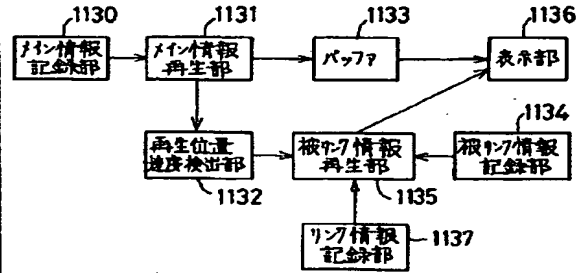 1130
1131
1133
1136
メイン情報
記録部
メイン情報
再生部
バッファ
表示部
1134
再生位置
速度検出部
被リンク情報
再生部
被リンク情報
記録部
1132
1135
リンク情報
記録部
1137